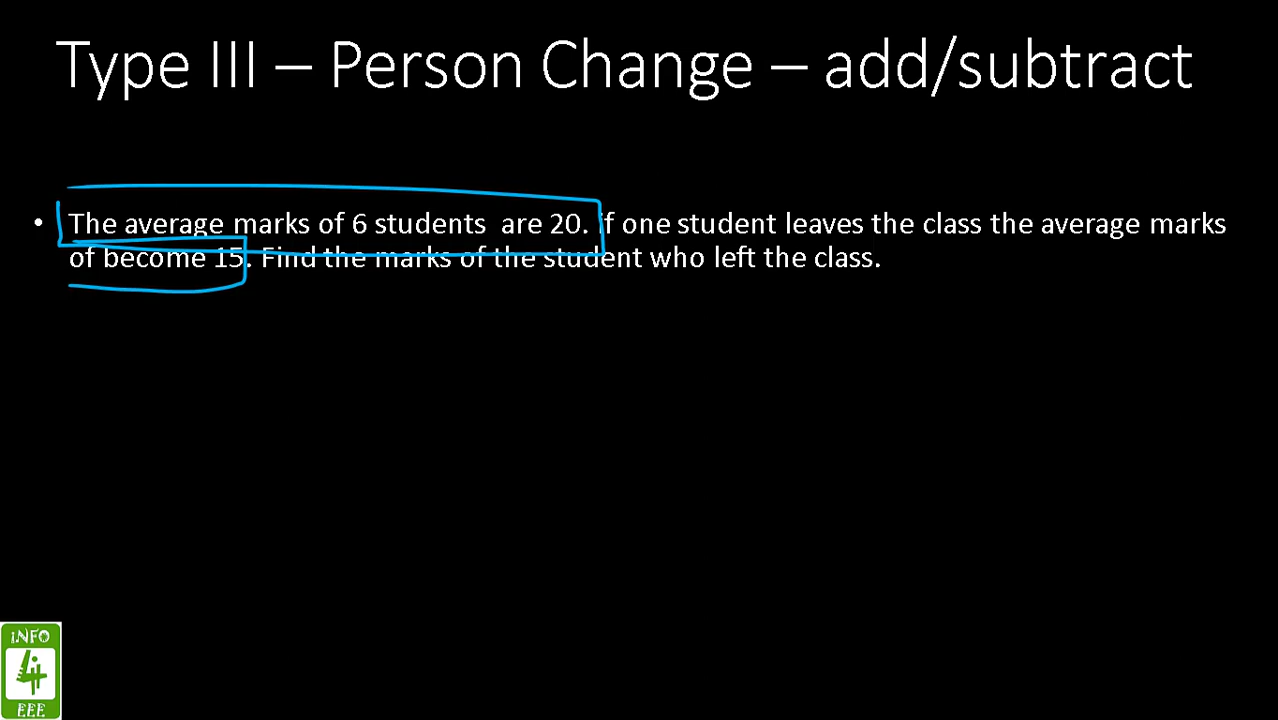 Type III – Person Change – add/subtract
• The average marks of 6 students are 20. if one student leaves the class the average marks
of become 15. Find the marks of the student who left the class.
iNFO
4
EEE